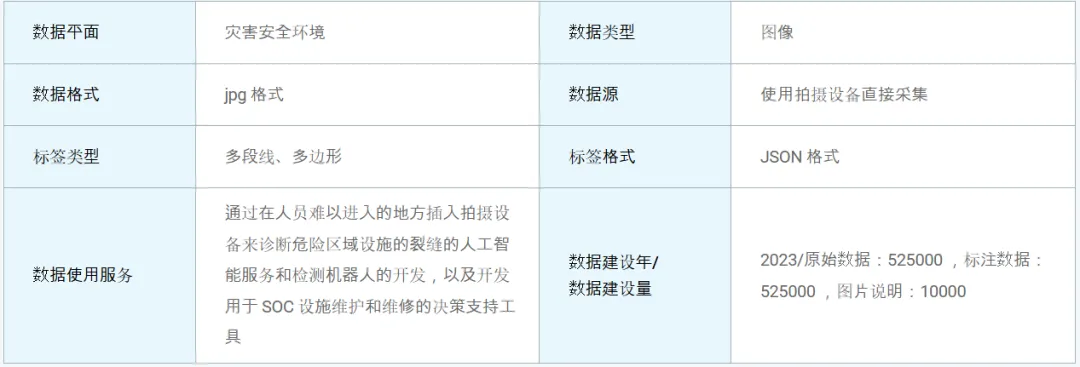 数据平面
灾害安全环境
数据类型
图像
数据格式
jpg 格式
数据源
使用拍摄设备直接采集
标签类型
多段线、多边形
标签格式
JSON 格式
数据使用服务
通过在人员难以进入的地方插入拍摄设
备来诊断危险区域设施的裂缝的人工智
能服务和检测机器人的开发，以及开发
用于 SOC 设施维护和维修的决策支持工
具
数据建设年/
数据建设量
2023/原始数据：525000 ，标注数据：
525000 ，图片说明：10000